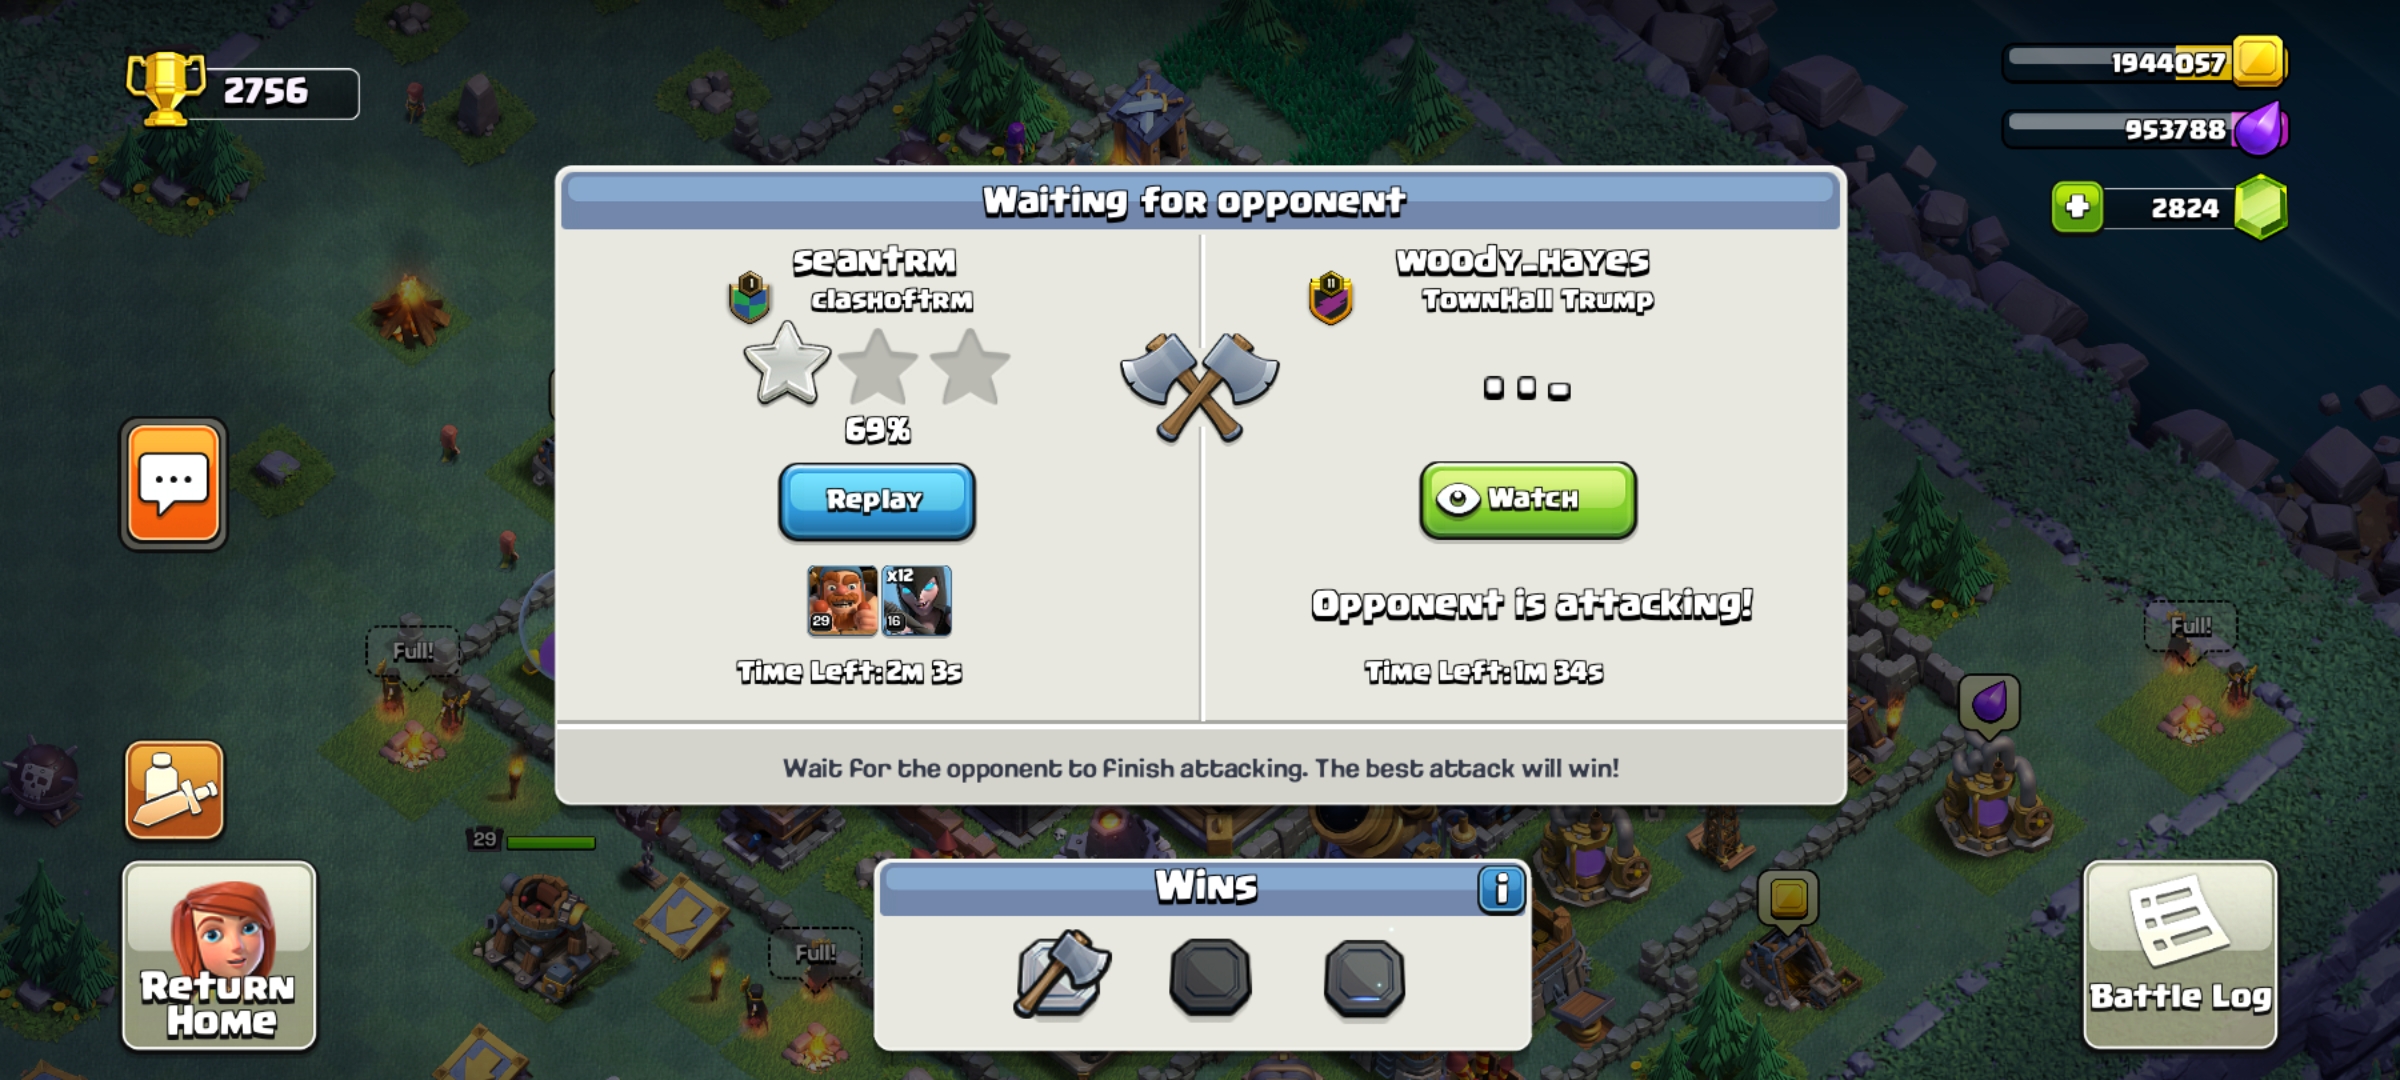 2756
1944057
953788
2824
Waiting for opponent
seantrm
1
clashoftrm
69%
Replay
29
x12
16
Time Left:2m 3s
woody_hayes
11
TownHall Trump
Watch
Opponent is attacking!
Time Left:1m 34s
Wait for the opponent to finish attacking. The best attack will win!
Full!
Full!
29
Full!
Wins
i
Return
Home
Battle Log